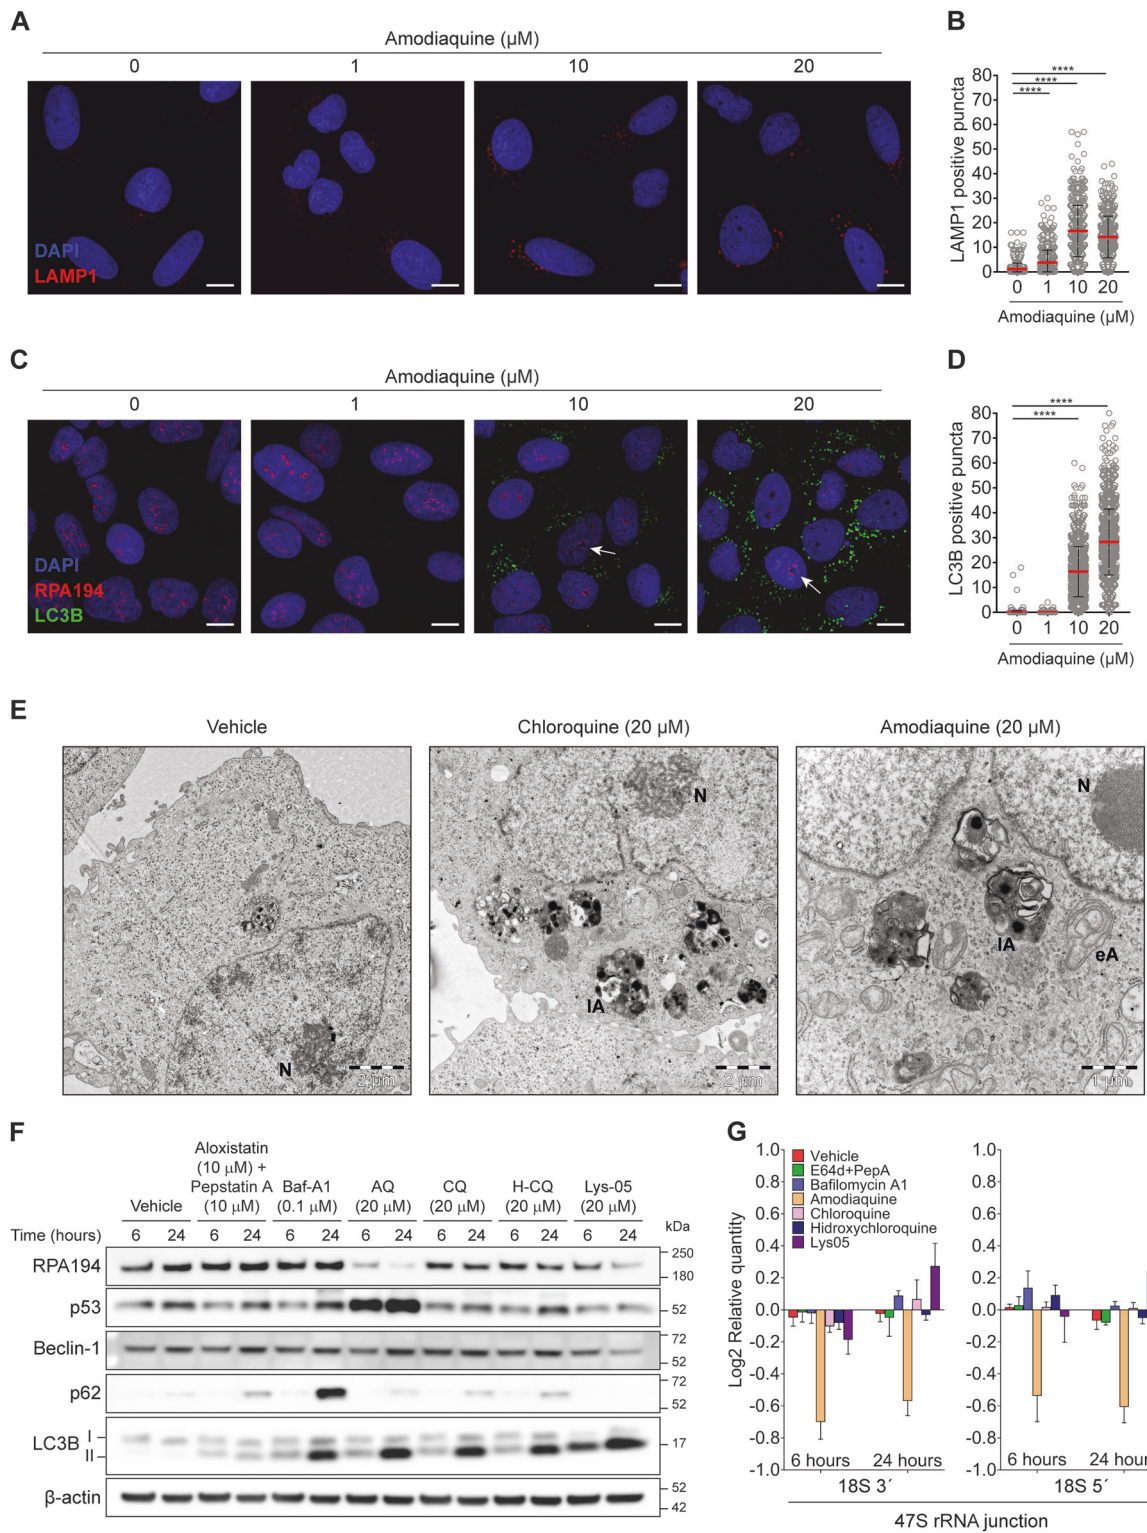 A
Amodiaquine (µM)
0 1 10 20
DAPI
LAMP1
B
****
****
****
LAMP1 positive puncta
80
70
60
50
40
30
20
10
0
0 1 10 20
Amodiaquine (µM)
C
Amodiaquine (µM)
0 1 10 20
DAPI
RPA194
LC3B
D
****
****
LC3B positive puncta
80
70
60
50
40
30
20
10
0
0 1 10 20
Amodiaquine (µM)
E
Vehicle
Chloroquine (20 µM)
Amodiaquine (20 µM)
N
2 µm
N
lA
2 µm
N
lA
eA
1 µm
F
Vehicle
Aloxistatin
(10 µM) +
Pepstatin A
(10 µM)
Baf-A1
(0.1 µM)
AQ
(20 µM)
CQ
(20 µM)
H-CQ
(20 µM)
Lys-05
(20 µM)
Time (hours) 6 24 6 24 6 24 6 24 6 24 6 24 6 24 kDa
RPA194 250
180
p53 52
Beclin-1 72
52
p62 72
52
LC3B I
II 17
β-actin 52
42
G
Log2 Relative quantity
1.0
0.8
0.6
0.4
0.2
0.0
-0.2
-0.4
-0.6
-0.8
-1.0
Vehicle
E64d+PepA
Bafilomycin A1
Amodiaquine
Chloroquine
Hidroxychloroquine
Lys05
6 hours 24 hours
18S 3´
1.0
0.8
0.6
0.4
0.2
0.0
-0.2
-0.4
-0.6
-0.8
-1.0
6 hours 24 hour
18S 5´
47S rRNA junction